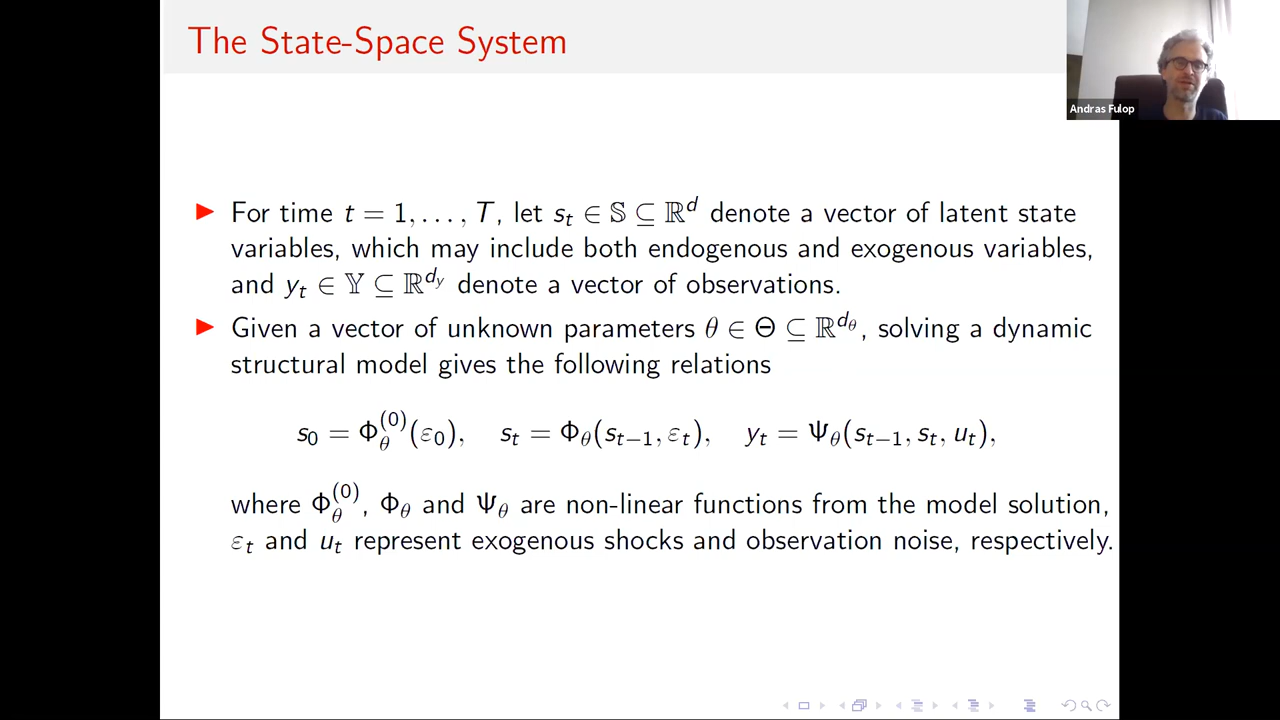 The State-Space System
Andras Fulop
▶ For time t = 1, . . . , T, let s_t ∈ 𝕊 ⊆ ℝ^d denote a vector of latent state
variables, which may include both endogenous and exogenous variables,
and y_t ∈ 𝕐 ⊆ ℝ^{d_y} denote a vector of observations.
▶ Given a vector of unknown parameters θ ∈ Θ ⊆ ℝ^{d_θ}, solving a dynamic
structural model gives the following relations
s_0 = Φ_θ^{(0)}(ε_0), s_t = Φ_θ(s_{t−1}, ε_t), y_t = Ψ_θ(s_{t−1}, s_t, u_t),
where Φ_θ^{(0)}, Φ_θ and Ψ_θ are non-linear functions from the model solution,
ε_t and u_t represent exogenous shocks and observation noise, respectively.